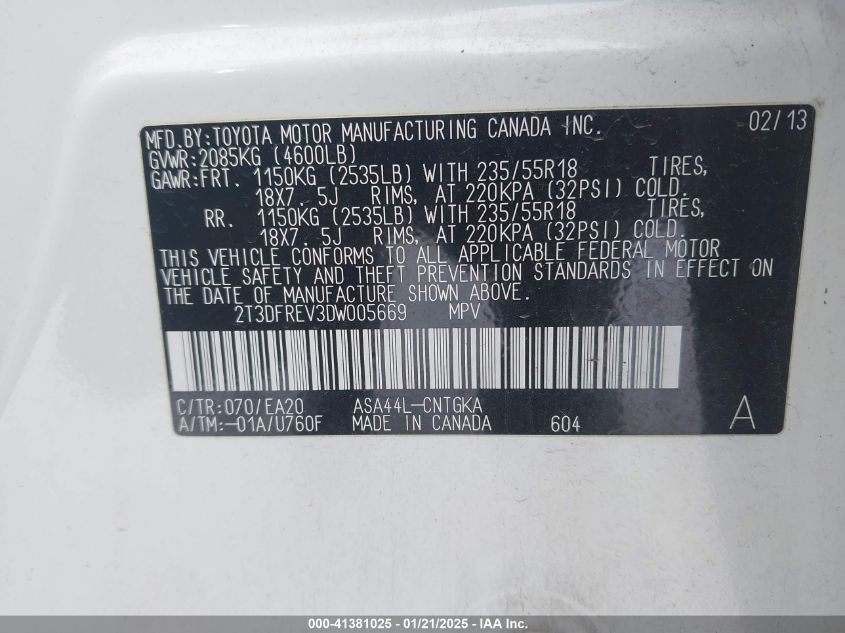 MFD.BY:TOYOTA MOTOR MANUFACTURING CANADA INC. 02/13
GVWR:2085KG (4600LB)
GAWR:FRT. 1150KG (2535LB) WITH 235/55R18 TIRES,
18X7. 5J RIMS, AT 220KPA (32PSI) COLD.
RR. 1150KG (2535LB) WITH 235/55R18 TIRES,
18X7. 5J RIMS, AT 220KPA (32PSI) COLD.
THIS VEHICLE CONFORMS TO ALL APPLICABLE FEDERAL MOTOR
VEHICLE SAFETY AND THEFT PREVENTION STANDARDS IN EFFECT ON
THE DATE OF MANUFACTURE SHOWN ABOVE.
2T3DFREV3DW005669 MPV
C/TR:070/EA20 ASA44L-CNTGKA
A/TM:-01A/U760F MADE IN CANADA 604 A
000-41381025 - 01/21/2025 - IAA Inc.